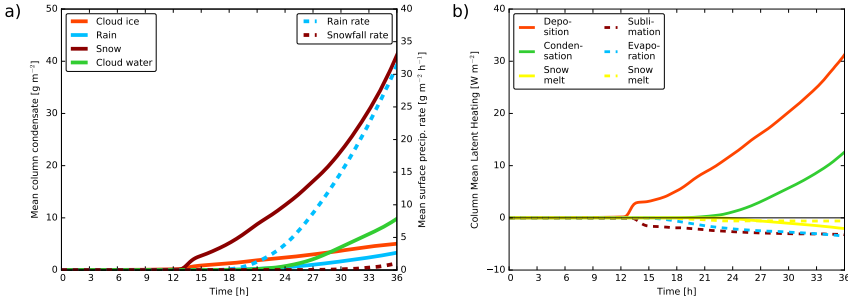 a)
Mean column condensate [g m⁻²]
50
40
30
20
10
0
Cloud ice
Rain
Snow
Cloud water
Rain rate
Snowfall rate
40
35
30
25
20
15
10
5
0
Mean surface precip. rate [g m⁻² h⁻¹]
0 3 6 9 12 15 18 21 24 27 30 33 36
Time [h]
b)
Column Mean Latent Heating [W m⁻²]
40
30
20
10
0
−10
Depo-
sition
Conden-
sation
Snow
melt
Subli-
mation
Evapo-
ration
Snow
melt
0 3 6 9 12 15 18 21 24 27 30 33 36
Time [h]